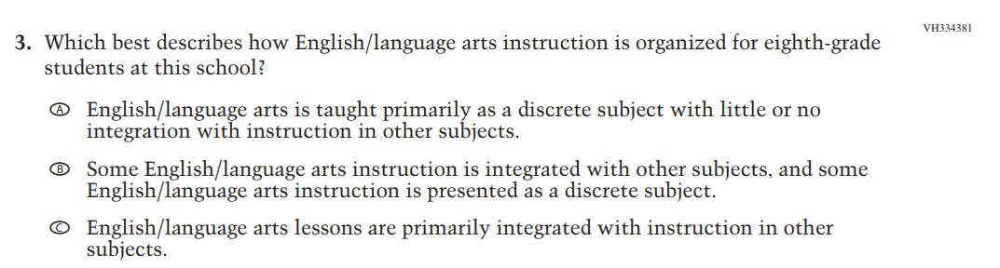 VH334381
3. Which best describes how English/language arts instruction is organized for eighth-grade
students at this school?
A English/language arts is taught primarily as a discrete subject with little or no
integration with instruction in other subjects.
B Some English/language arts instruction is integrated with other subjects, and some
English/language arts instruction is presented as a discrete subject.
C English/language arts lessons are primarily integrated with instruction in other
subjects.